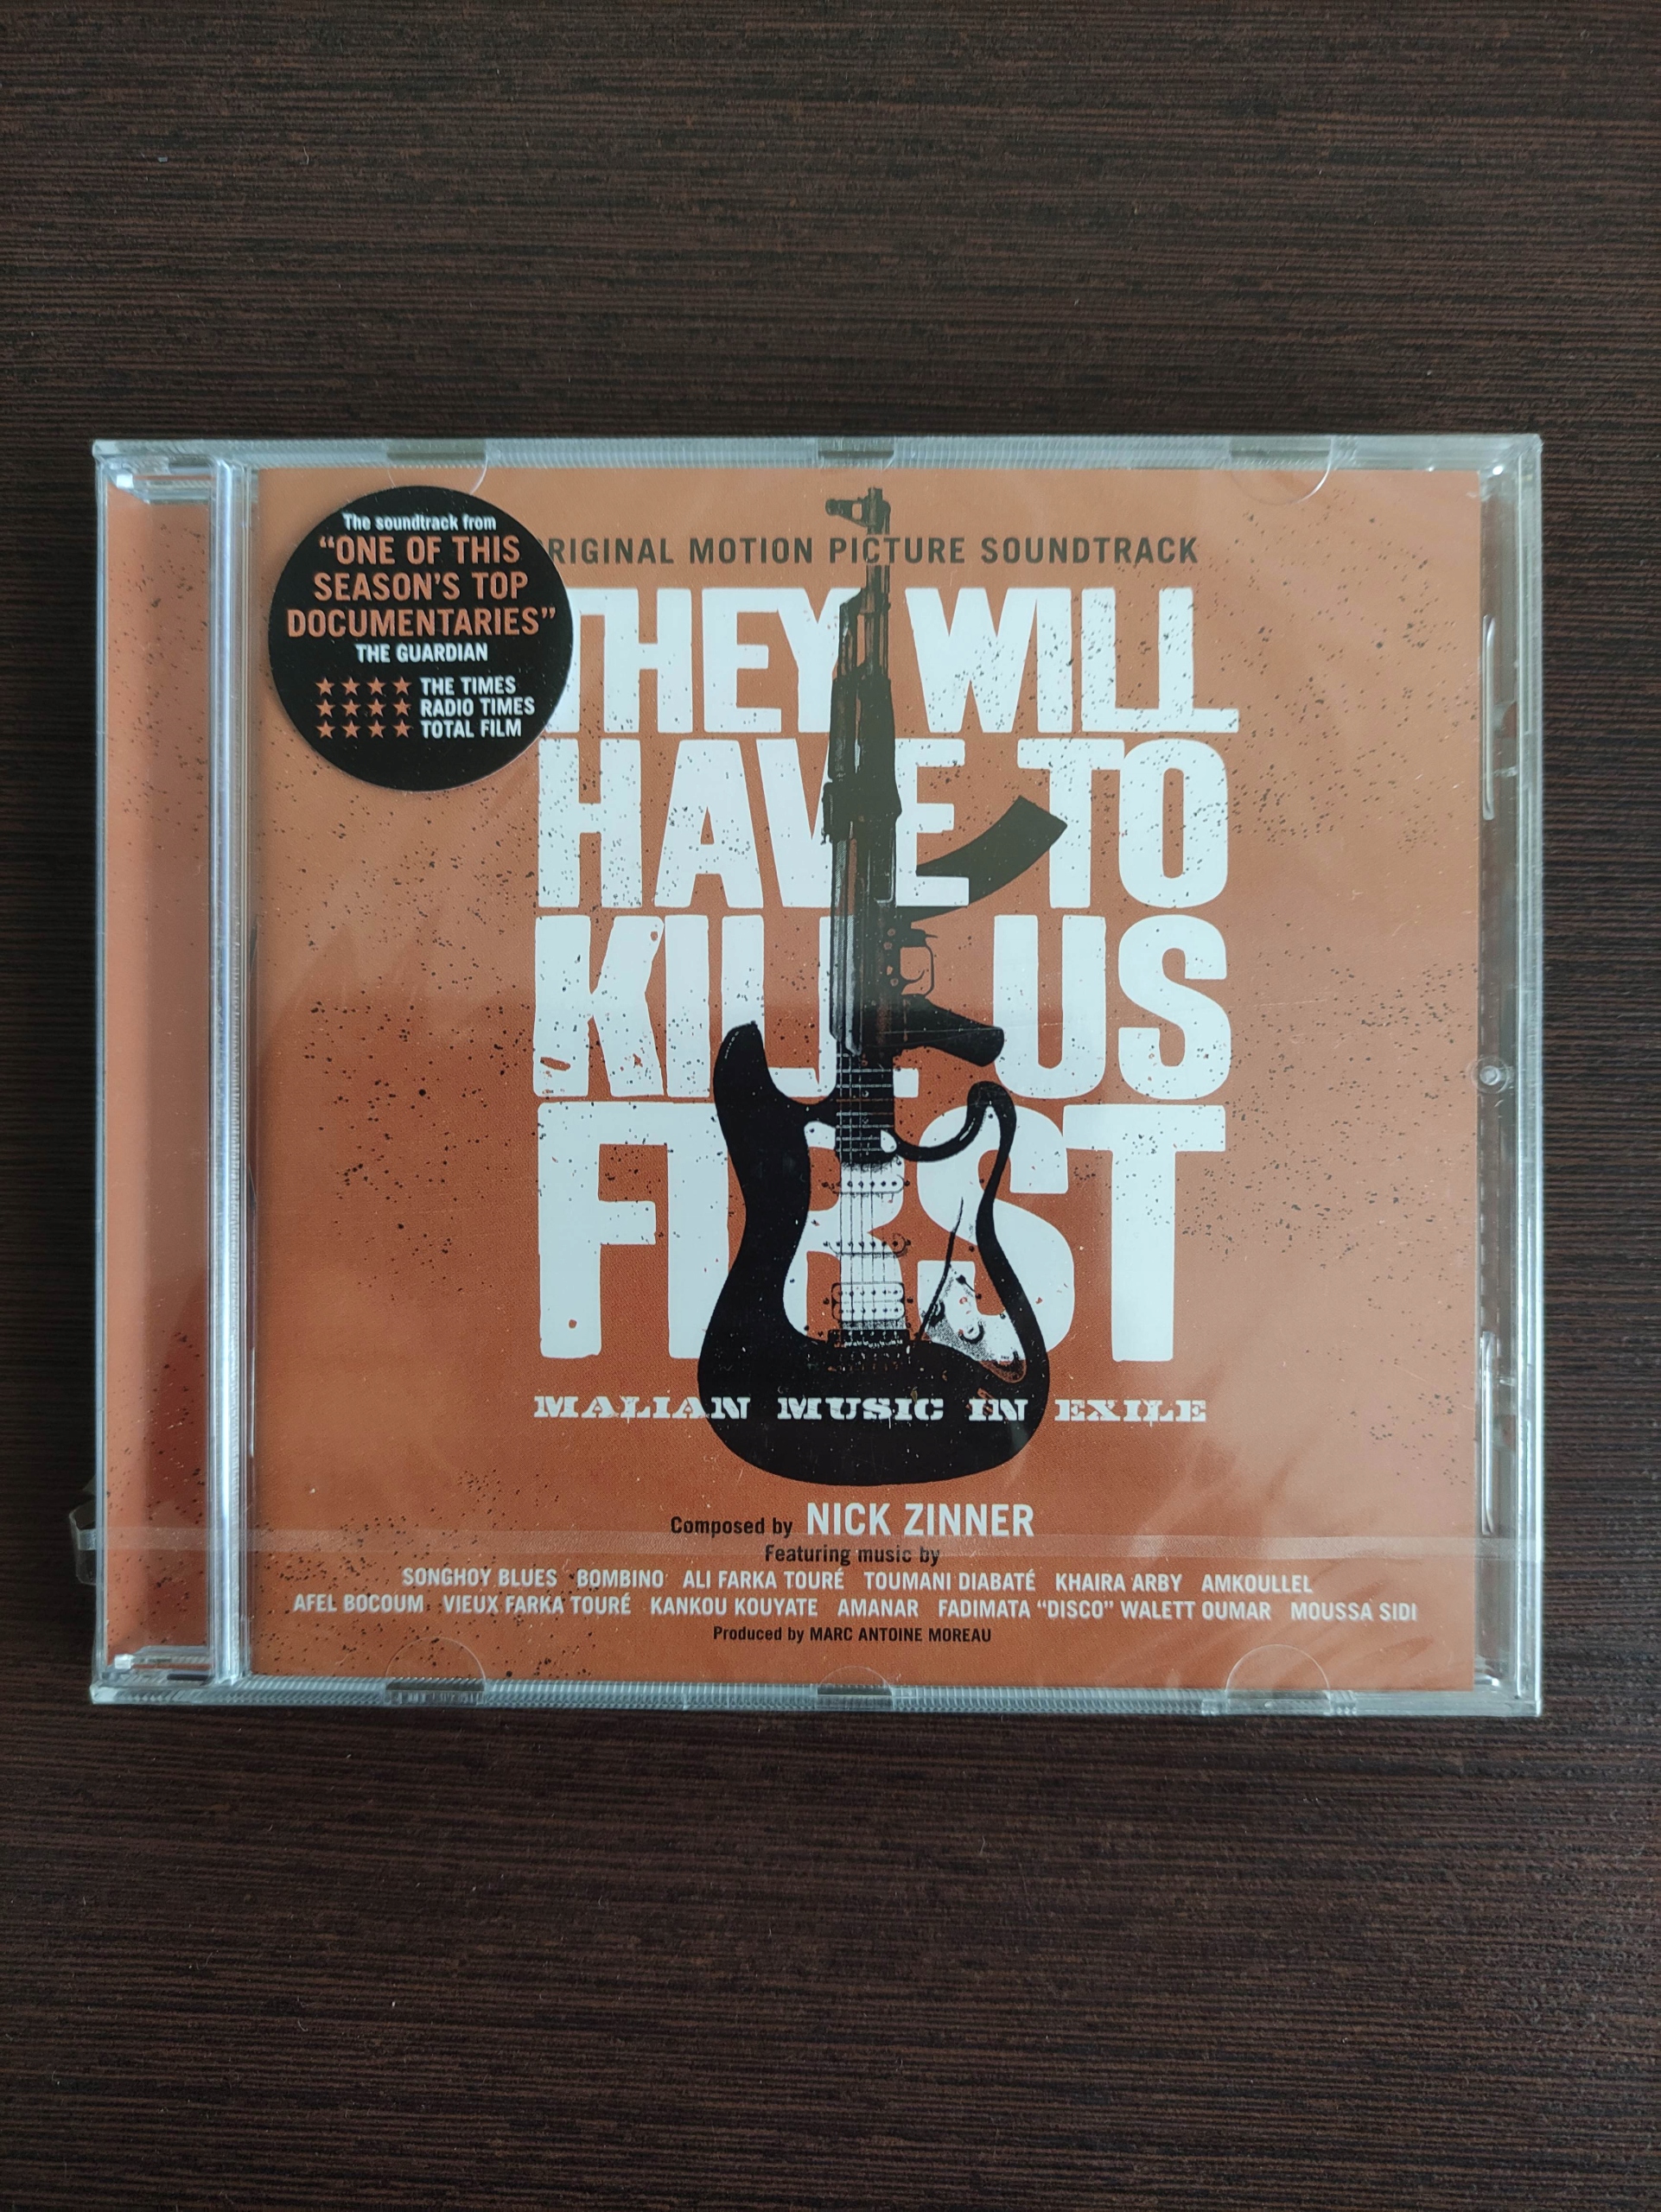 The soundtrack from
“ONE OF THIS
SEASON'S TOP
DOCUMENTARIES”
THE GUARDIAN
★★★★ THE TIMES
★★★★ RADIO TIMES
★★★★ TOTAL FILM
RIGINAL MOTION PICTURE SOUNDTRACK
THEY WILL
HAVE TO
KILL US
FIRST
MALIAN MUSIC IN EXILE
Composed by NICK ZINNER
Featuring music by
SONGHOY BLUES BOMBINO ALI FARKA TOURÉ TOUMANI DIABATÉ KHAIRA ARBY AMKOULLEL
AFEL BOCOUM VIEUX FARKA TOURÉ KANKOU KOUYATE AMANAR FADIMATA “DISCO” WALETT OUMAR MOUSSA SIDI
Produced by MARC ANTOINE MOREAU